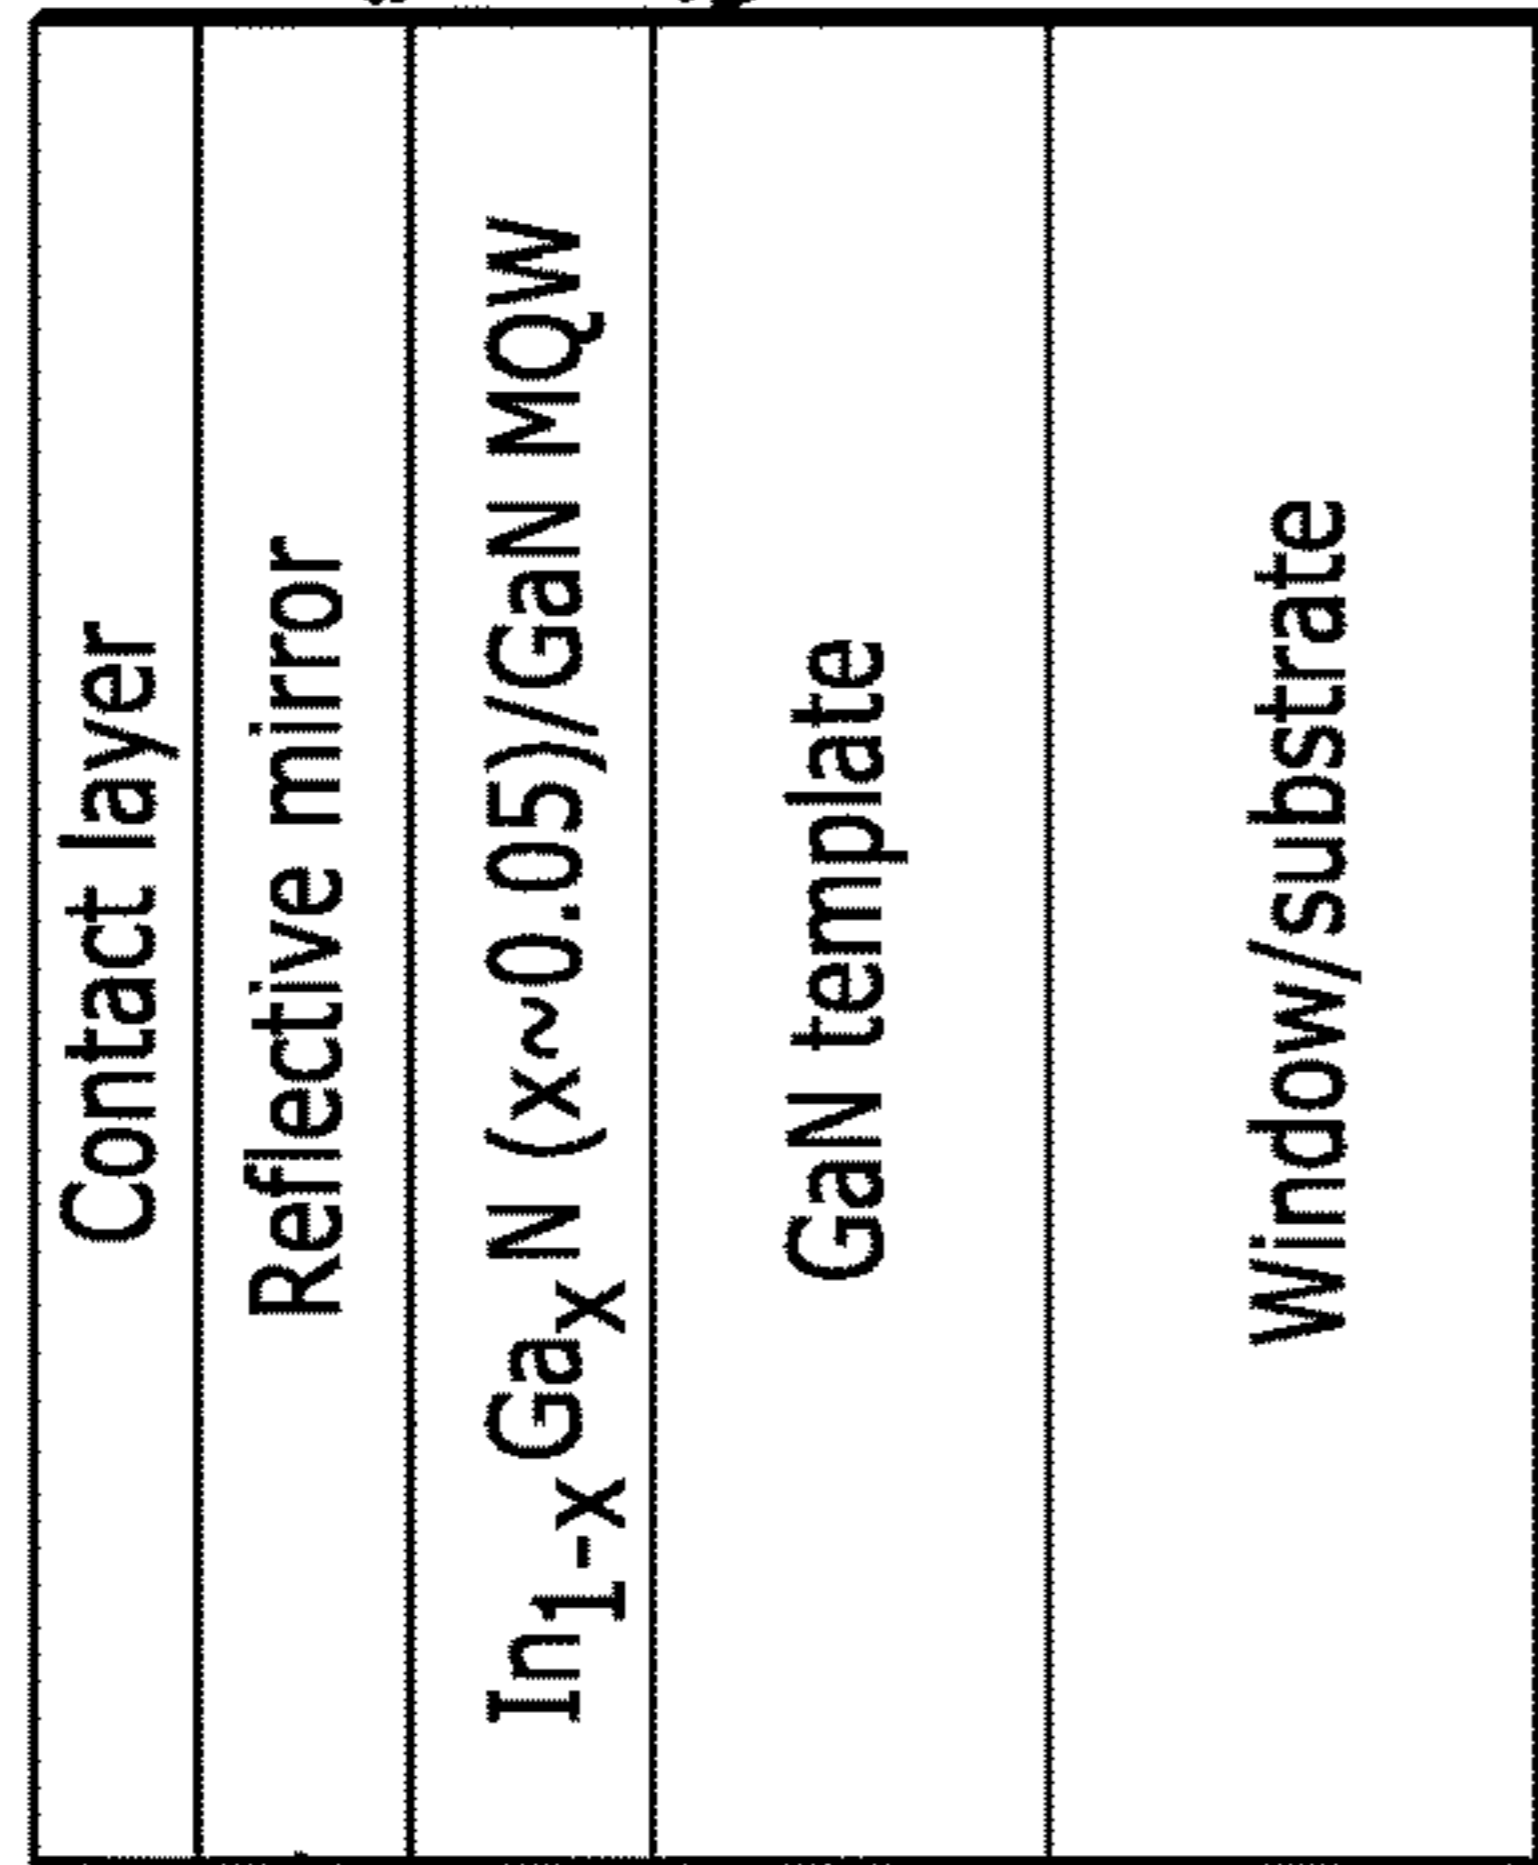 Contact layer
Reflective mirror
In1-xGaxN (x~0.05)/GaN MQW
GaN template
Window/substrate